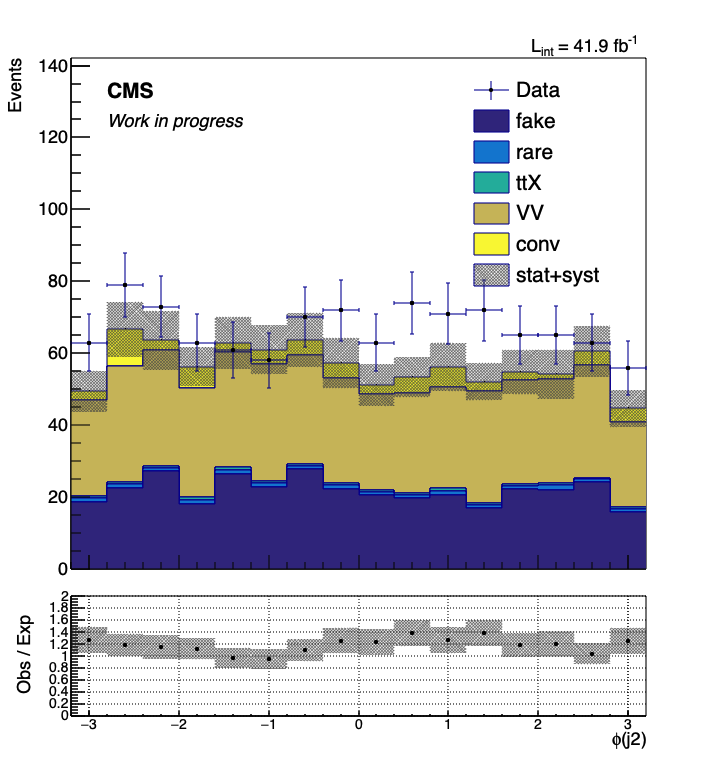 L_int = 41.9 fb^-1
Events
140
120
100
80
60
40
20
0
CMS
Work in progress
Data
fake
rare
ttX
VV
conv
stat+syst
Obs / Exp
2
1.8
1.6
1.4
1.2
1
0.8
0.6
0.4
0.2
0
−3 −2 −1 0 1 2 3
ϕ(j2)